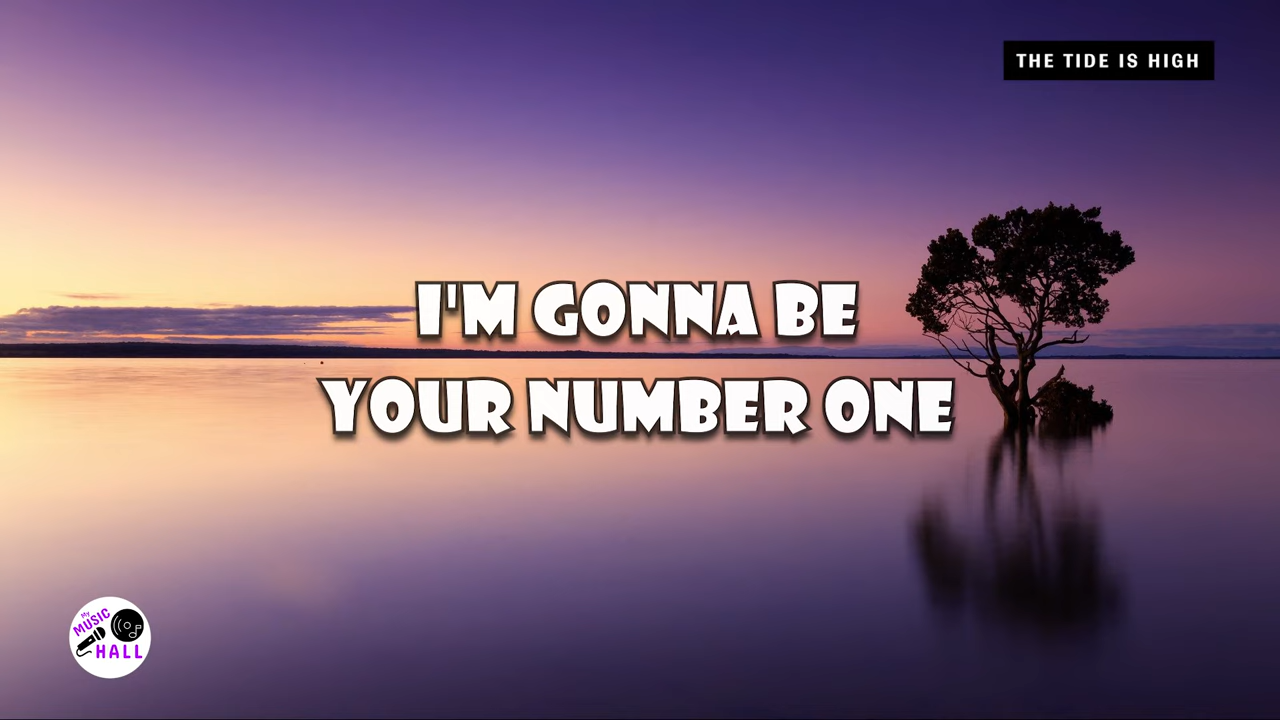 THE TIDE IS HIGH
I'M GONNA BE
YOUR NUMBER ONE
My
MUSIC
HALL